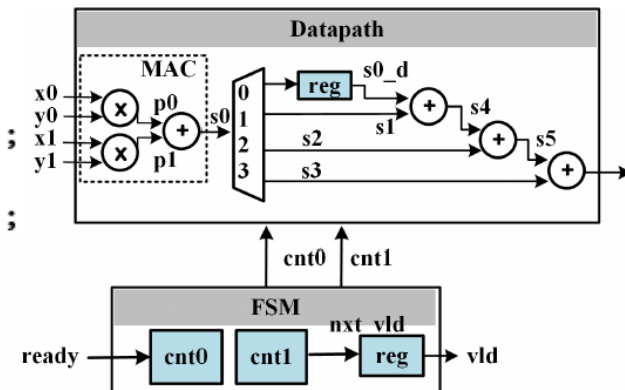 Datapath
MAC
x0
y0
x1
y1
;
;
x
x
p0
p1
+
s0
0
1
2
3
reg
s0_d
s1
s2
s3
+
s4
+
s5
+
cnt0
cnt1
FSM
ready
cnt0
cnt1
nxt_vld
reg
vld